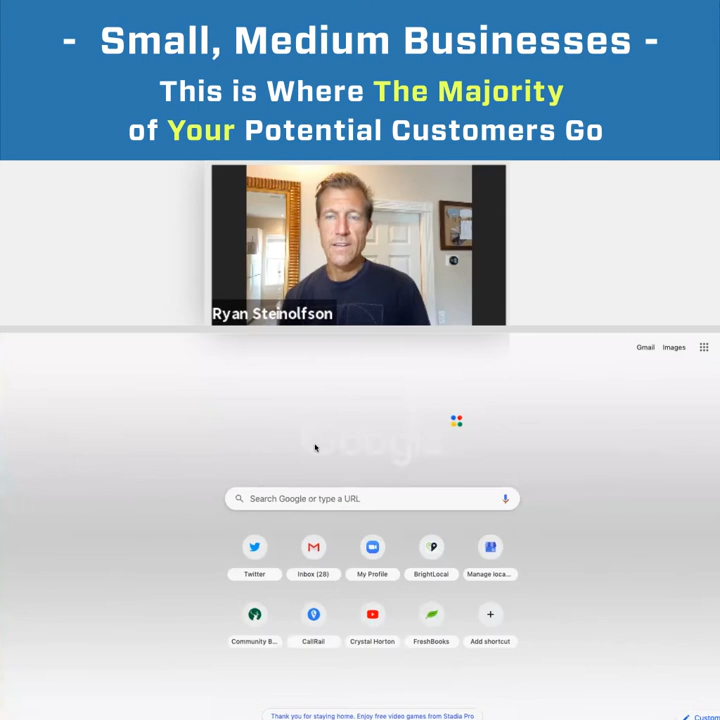 - Small, Medium Businesses -
This is Where The Majority
of Your Potential Customers Go
Ryan Steinolfson
Gmail Images
Google
Search Google or type a URL
Twitter Inbox (28) My Profile BrightLocal Manage loca...
Community B... CallRail Crystal Horton FreshBooks Add shortcut
Thank you for staying home. Enjoy free video games from Stadia Pro
Custom